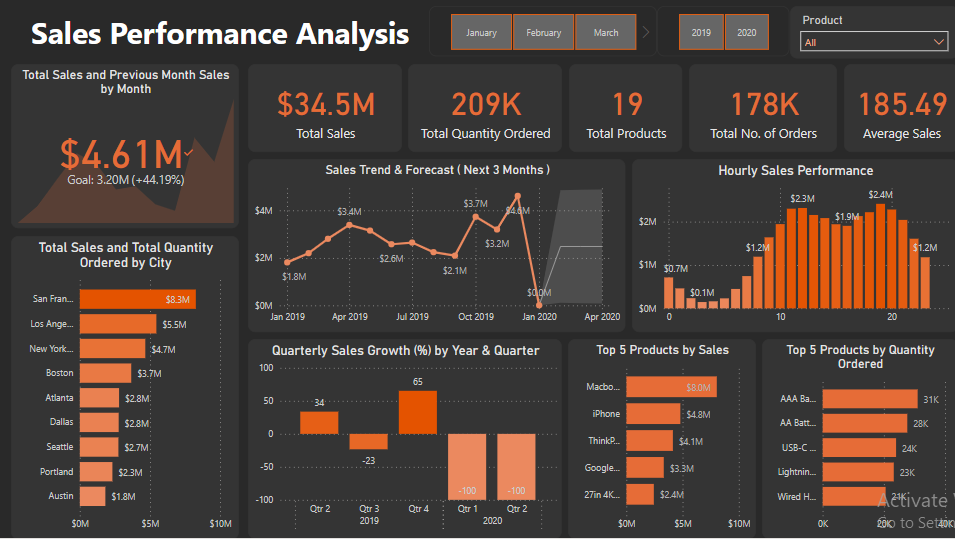 Sales Performance Analysis
January February March
2019 2020
Product
All
Total Sales and Previous Month Sales
by Month
$4.61M
Goal: 3.20M (+44.19%)
$34.5M
Total Sales
209K
Total Quantity Ordered
19
Total Products
178K
Total No. of Orders
185.49
Average Sales
Sales Trend & Forecast ( Next 3 Months )
$4M
$2M
$0M
$1.8M
$3.4M
$2.6M
$2.1M
$3.7M
$3.2M
$4.6M
$0.0M
Jan 2019 Apr 2019 Jul 2019 Oct 2019 Jan 2020 Apr 2020
Hourly Sales Performance
$2M
$1M
$0M
$0.7M
$0.1M
$1.2M
$2.3M
$1.9M
$2.4M
$1.2M
0 10 20
Total Sales and Total Quantity
Ordered by City
San Fran... $8.3M
Los Ange... $5.5M
New York... $4.7M
Boston $3.7M
Atlanta $2.8M
Dallas $2.8M
Seattle $2.7M
Portland $2.3M
Austin $1.8M
$0M $5M $10M
Quarterly Sales Growth (%) by Year & Quarter
100
50
0
-50
-100
34
-23
65
-100
-100
Qtr 2 Qtr 3 Qtr 4 Qtr 1 Qtr 2
2019 2020
Top 5 Products by Sales
Macbo... $8.0M
iPhone $4.8M
ThinkP... $4.1M
Google... $3.3M
27in 4K... $2.4M
$0M $5M $10M
Top 5 Products by Quantity
Ordered
AAA Ba... 31K
AA Batt... 28K
USB-C ... 24K
Lightnin... 23K
Wired H... 21K
0K 20K 40K
Activate
Go to Settin